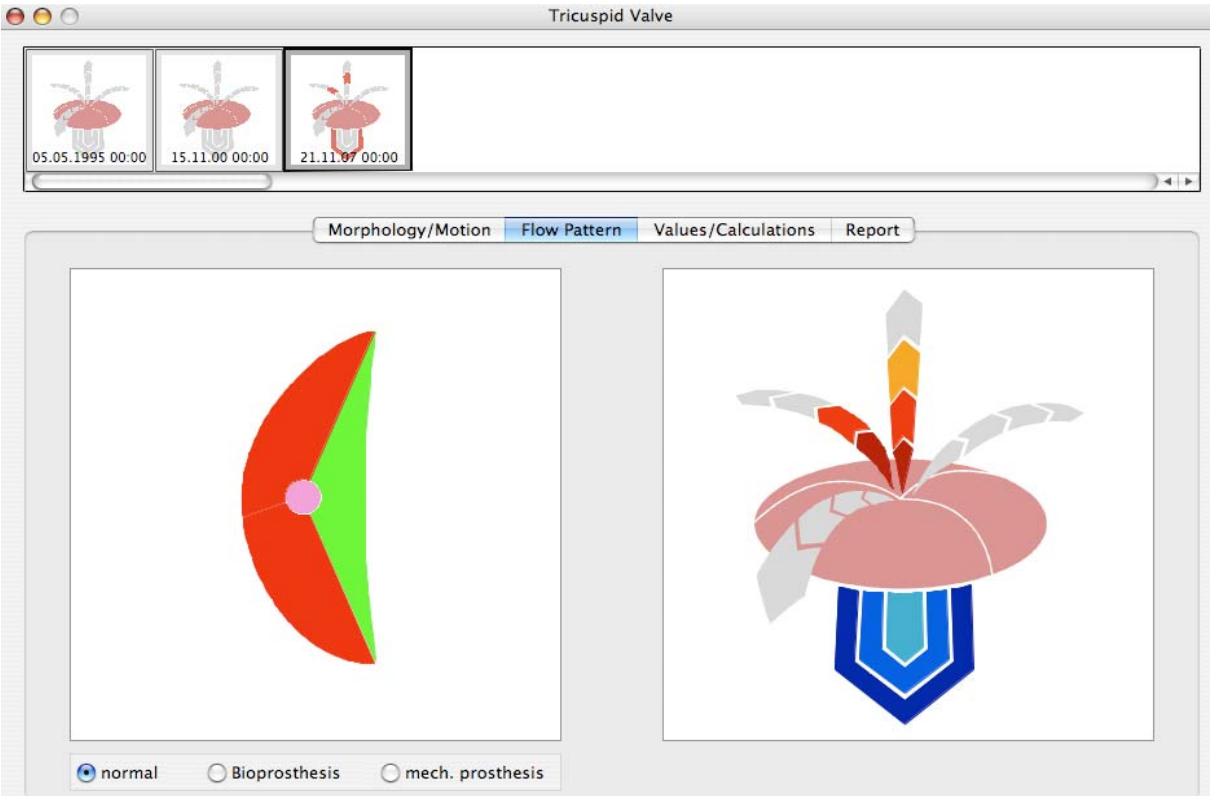 Tricuspid Valve
05.05.1995 00:00
15.11.00 00:00
21.11.07 00:00
Morphology/Motion
Flow Pattern
Values/Calculations
Report
normal
Bioprosthesis
mech. prosthesis